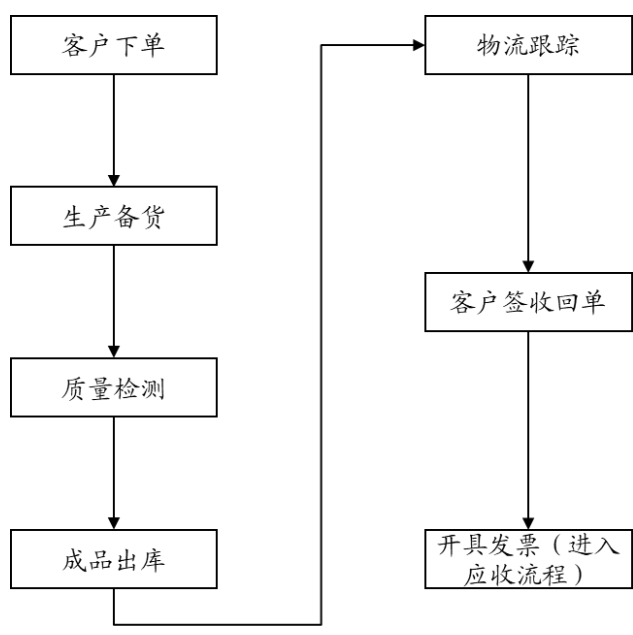 客户下单
生产备货
质量检测
成品出库
物流跟踪
客户签收回单
开具发票（进入
应收流程）